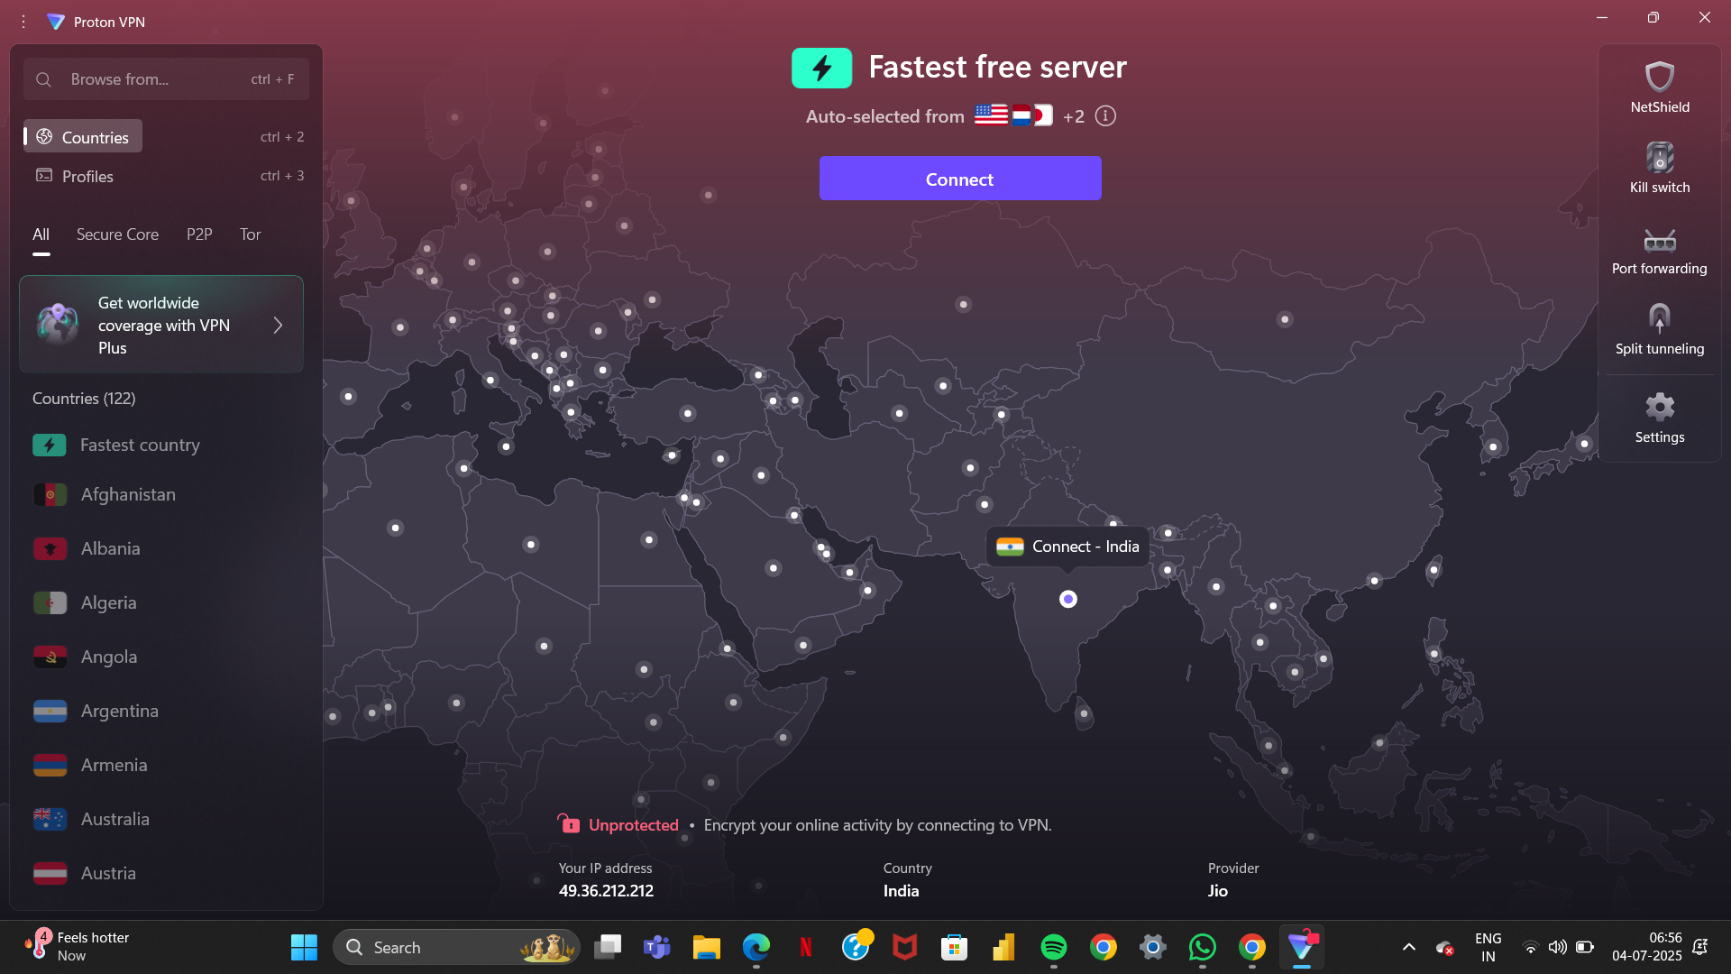 Proton VPN
Browse from...
ctrl + F
Countries
ctrl + 2
Profiles
ctrl + 3
All
Secure Core
P2P
Tor
Get worldwide
coverage with VPN
Plus
Countries (122)
Fastest country
Afghanistan
Albania
Algeria
Angola
Argentina
Armenia
Australia
Austria
Fastest free server
Auto-selected from
+2
Connect
Connect - India
Unprotected • Encrypt your online activity by connecting to VPN.
Your IP address
49.36.212.212
Country
India
Provider
Jio
NetShield
Kill switch
Port forwarding
Split tunneling
Settings
4
Feels hotter
Now
Search
ENG
IN
06:56
04-07-2025